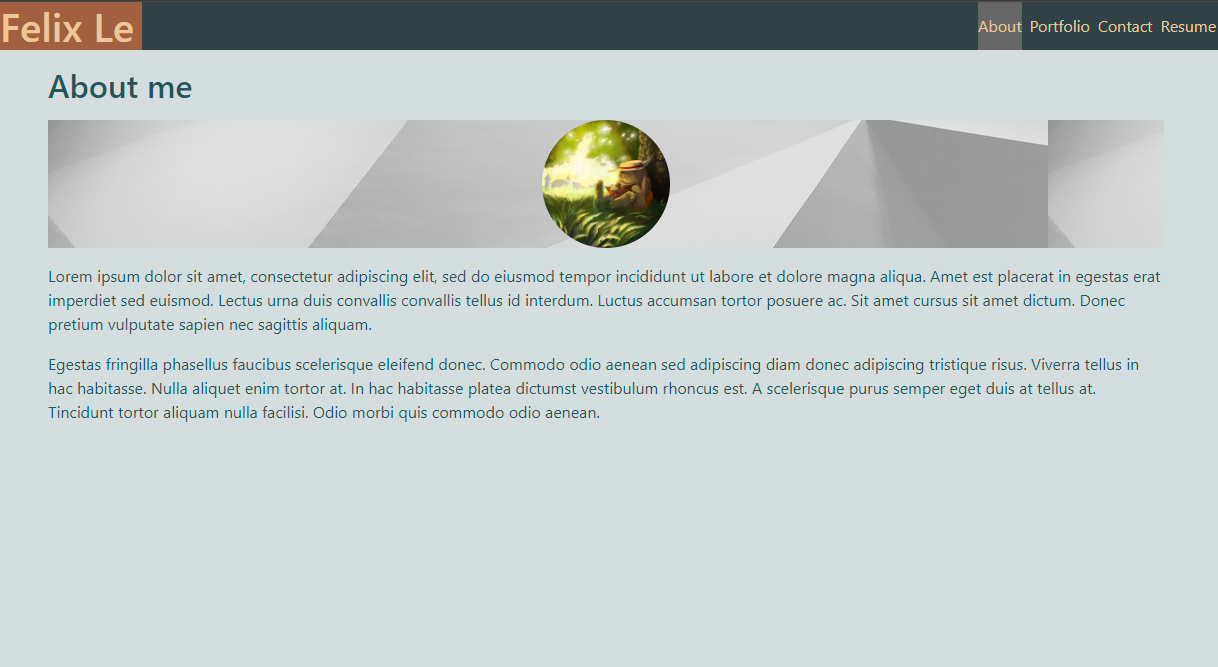 Felix Le
About Portfolio Contact Resume
About me
Lorem ipsum dolor sit amet, consectetur adipiscing elit, sed do eiusmod tempor incididunt ut labore et dolore magna aliqua. Amet est placerat in egestas erat
imperdiet sed euismod. Lectus urna duis convallis convallis tellus id interdum. Luctus accumsan tortor posuere ac. Sit amet cursus sit amet dictum. Donec
pretium vulputate sapien nec sagittis aliquam.
Egestas fringilla phasellus faucibus scelerisque eleifend donec. Commodo odio aenean sed adipiscing diam donec adipiscing tristique risus. Viverra tellus in
hac habitasse. Nulla aliquet enim tortor at. In hac habitasse platea dictumst vestibulum rhoncus est. A scelerisque purus semper eget duis at tellus at.
Tincidunt tortor aliquam nulla facilisi. Odio morbi quis commodo odio aenean.